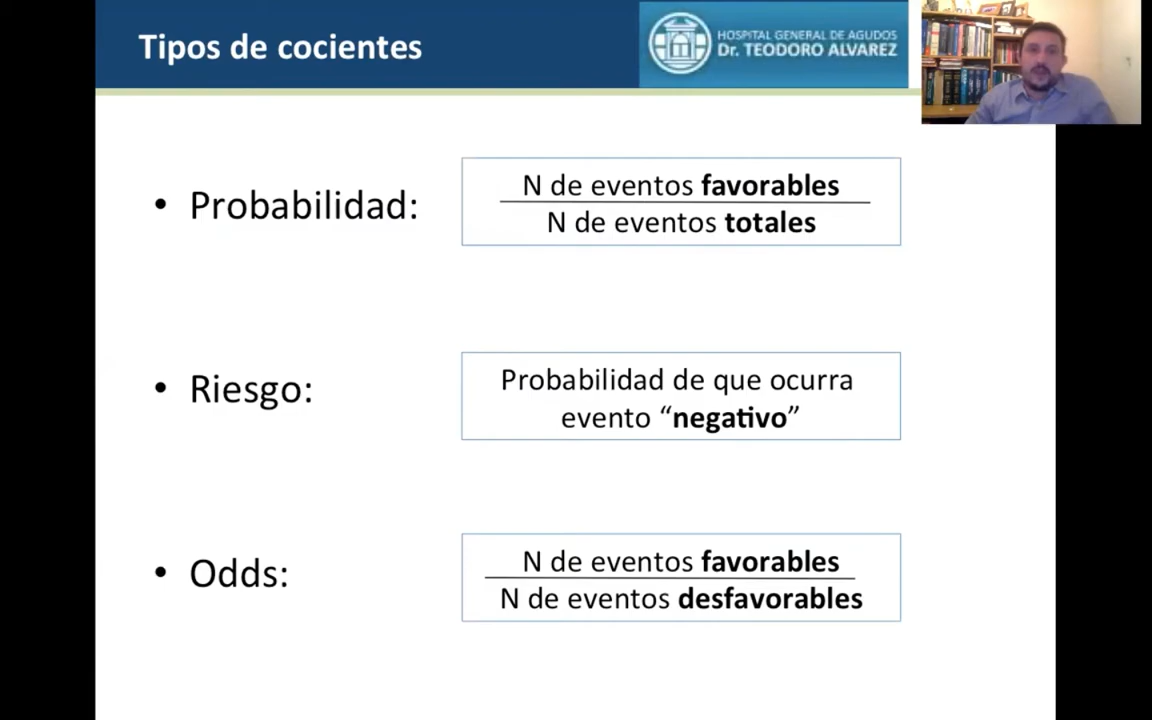 Tipos de cocientes
HOSPITAL GENERAL DE AGUDOS
Dr. TEODORO ALVAREZ
• Probabilidad:
N de eventos favorables
N de eventos totales
• Riesgo:
Probabilidad de que ocurra
evento “negativo”
• Odds:
N de eventos favorables
N de eventos desfavorables